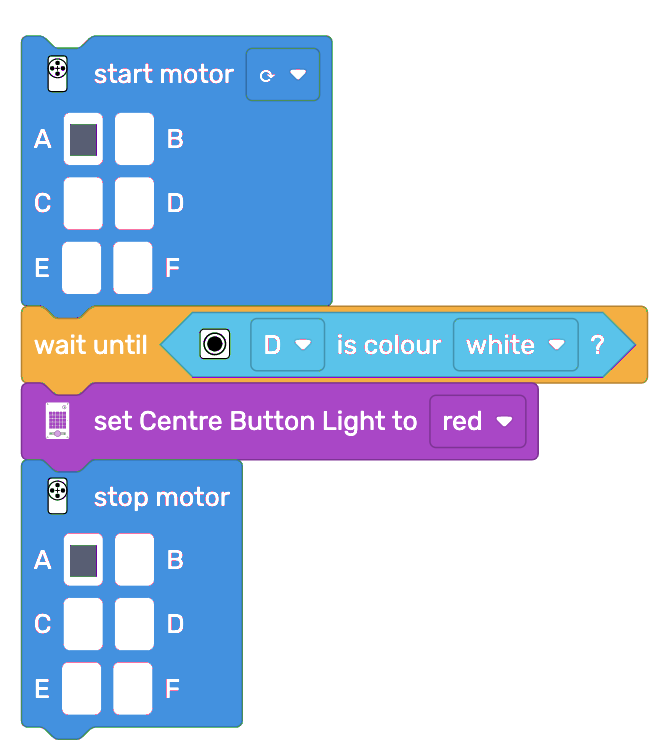 start motor
A B
C D
E F
wait until D is colour white ?
set Centre Button Light to red
stop motor
A B
C D
E F